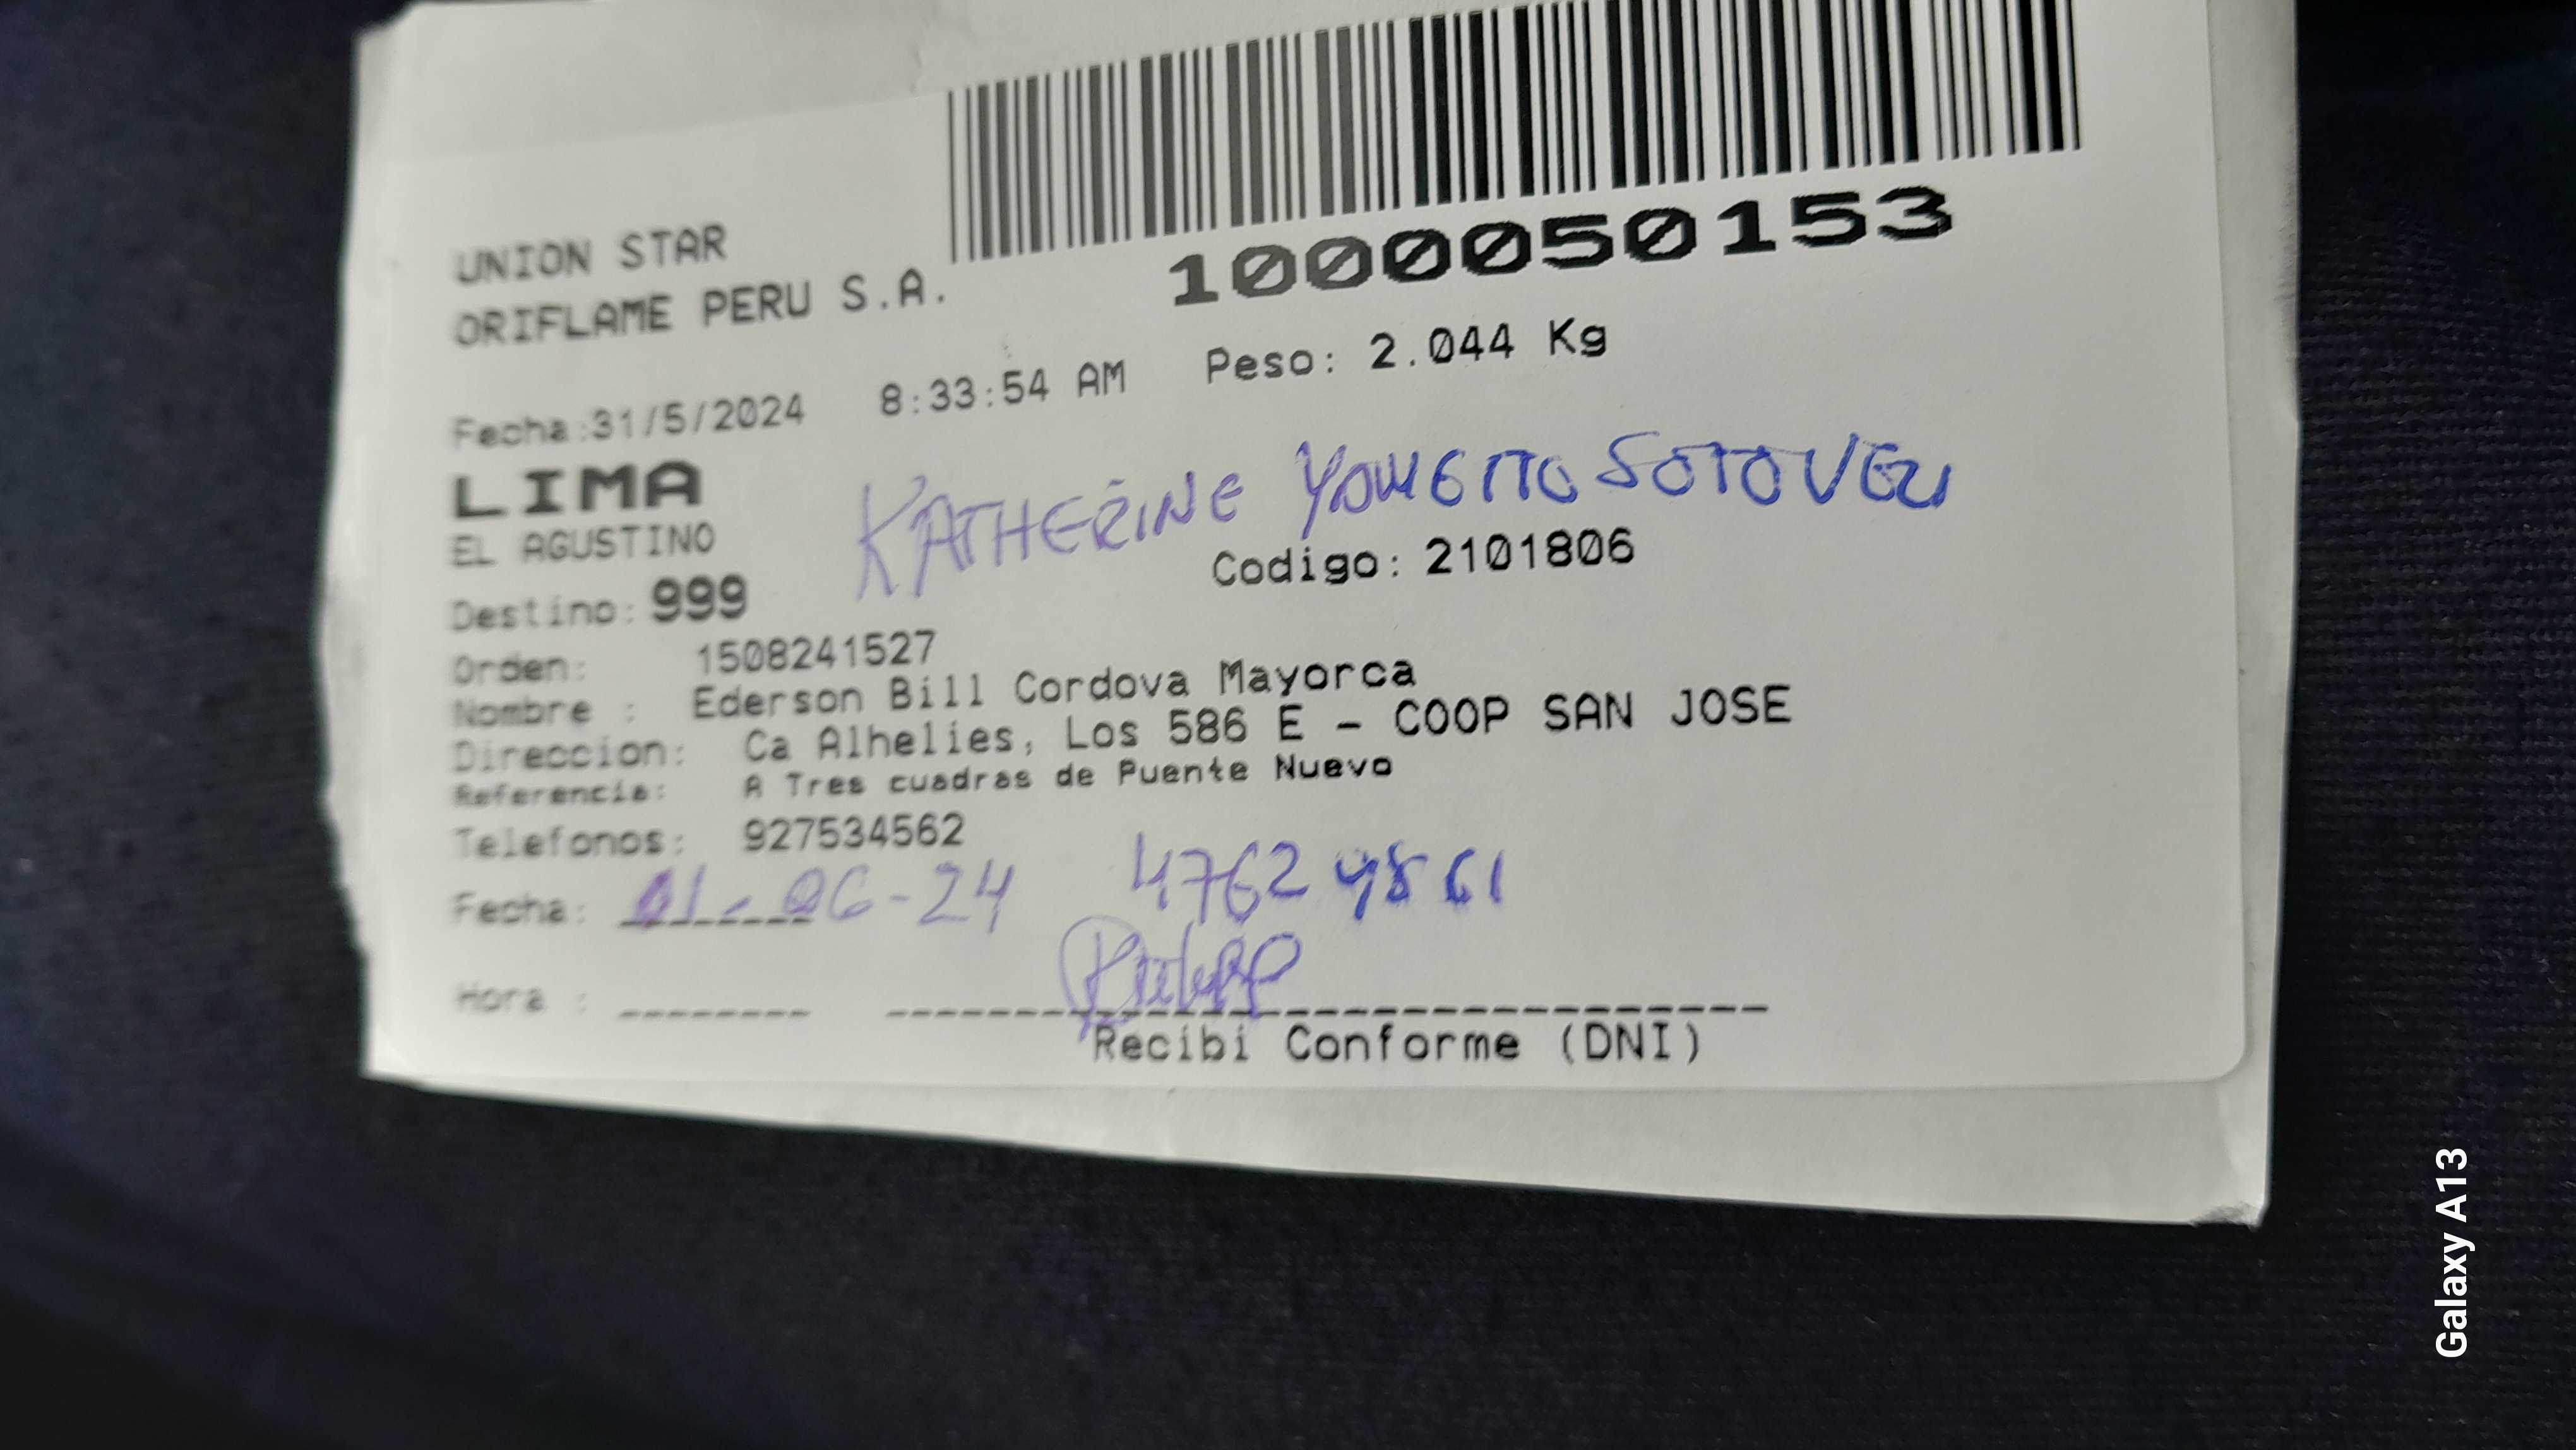 UNION STAR
ORIFLAME PERU S.A.
1000050153
Fecha:31/5/2024 8:33:54 AM Peso: 2.044 Kg
LIMA
EL AGUSTINO
KATHERINE SOTO
Destino: 999 Codigo: 2101806
Orden: 1508241527
Nombre : Ederson Bill Cordova Mayorca
Direccion: Ca Alhelies, Los 586 E - COOP SAN JOSE
Referencia: A Tres cuadras de Puente Nuevo
Telefonos: 927534562
Fecha: 01-06-24
Hora :
Recibi Conforme (DNI)
Galaxy A13